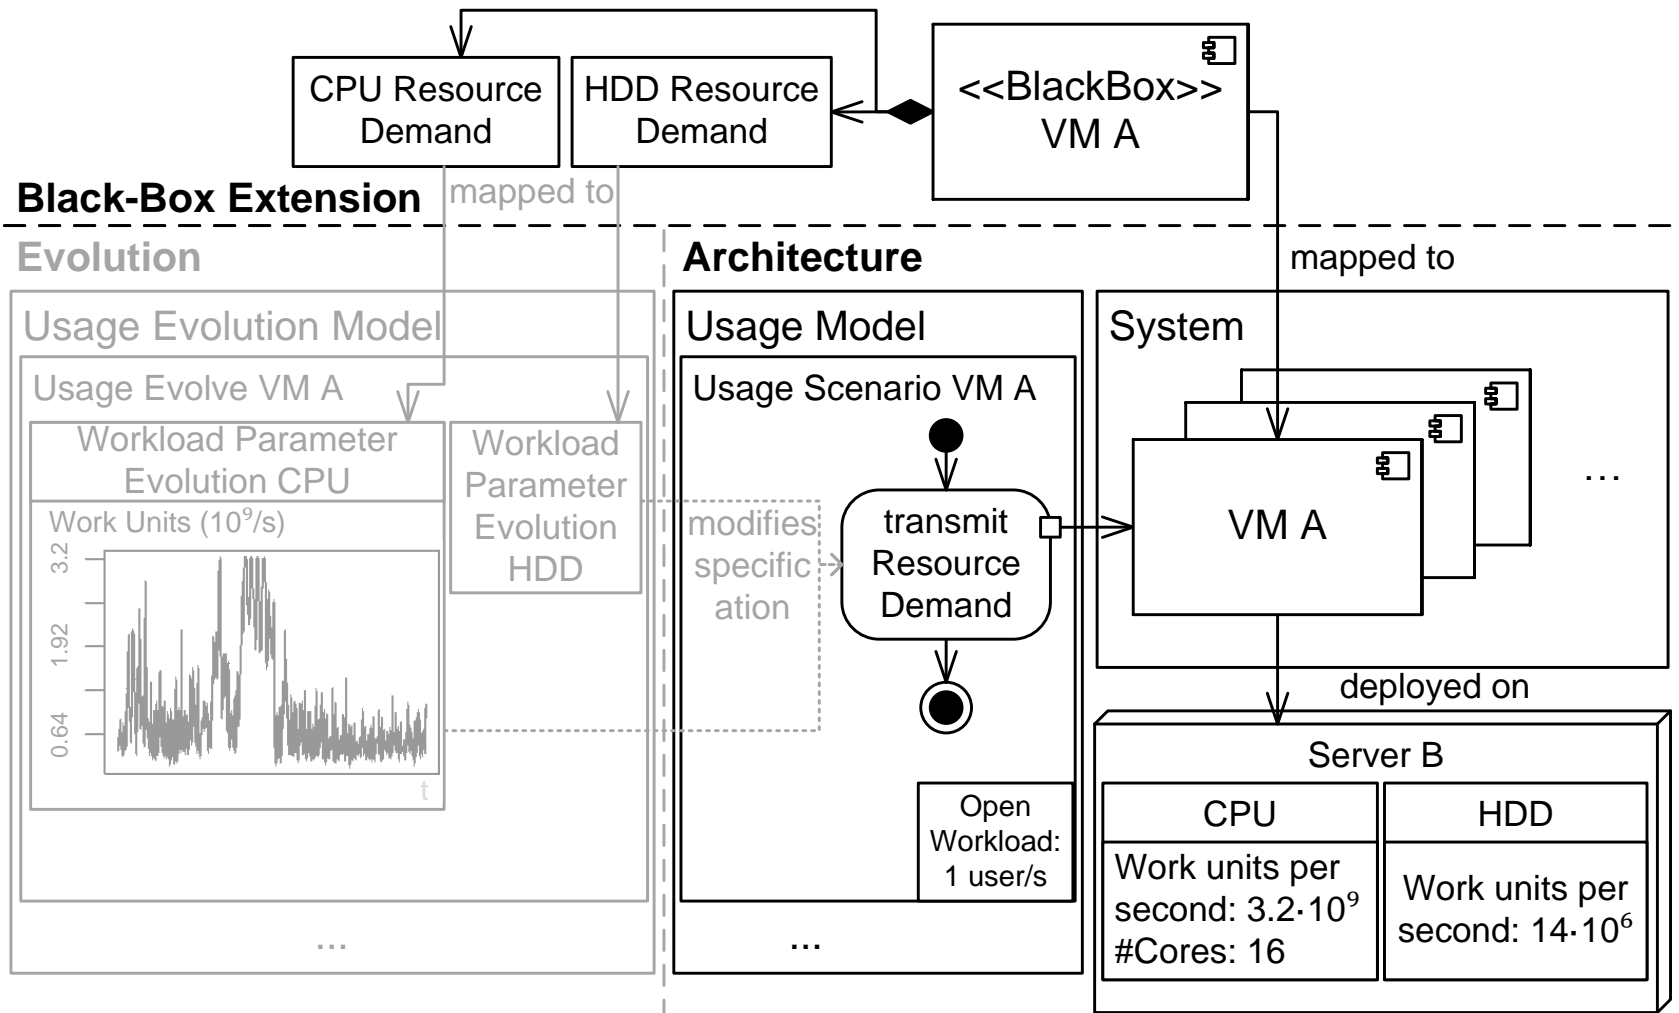 CPU Resource
Demand
HDD Resource
Demand
<<BlackBox>>
VM A
Black-Box Extension
mapped to
Evolution
Architecture
mapped to
Usage Evolution Model
Usage Evolve VM A
Workload Parameter
Evolution CPU
Work Units (10⁹/s)
3.2
1.92
0.64
t
Workload
Parameter
Evolution
HDD
...
modifies
specific
ation
Usage Model
Usage Scenario VM A
transmit
Resource
Demand
Open
Workload:
1 user/s
...
System
VM A
...
deployed on
Server B
CPU
Work units per
second: 3.2·10⁹
#Cores: 16
HDD
Work units per
second: 14·10⁶